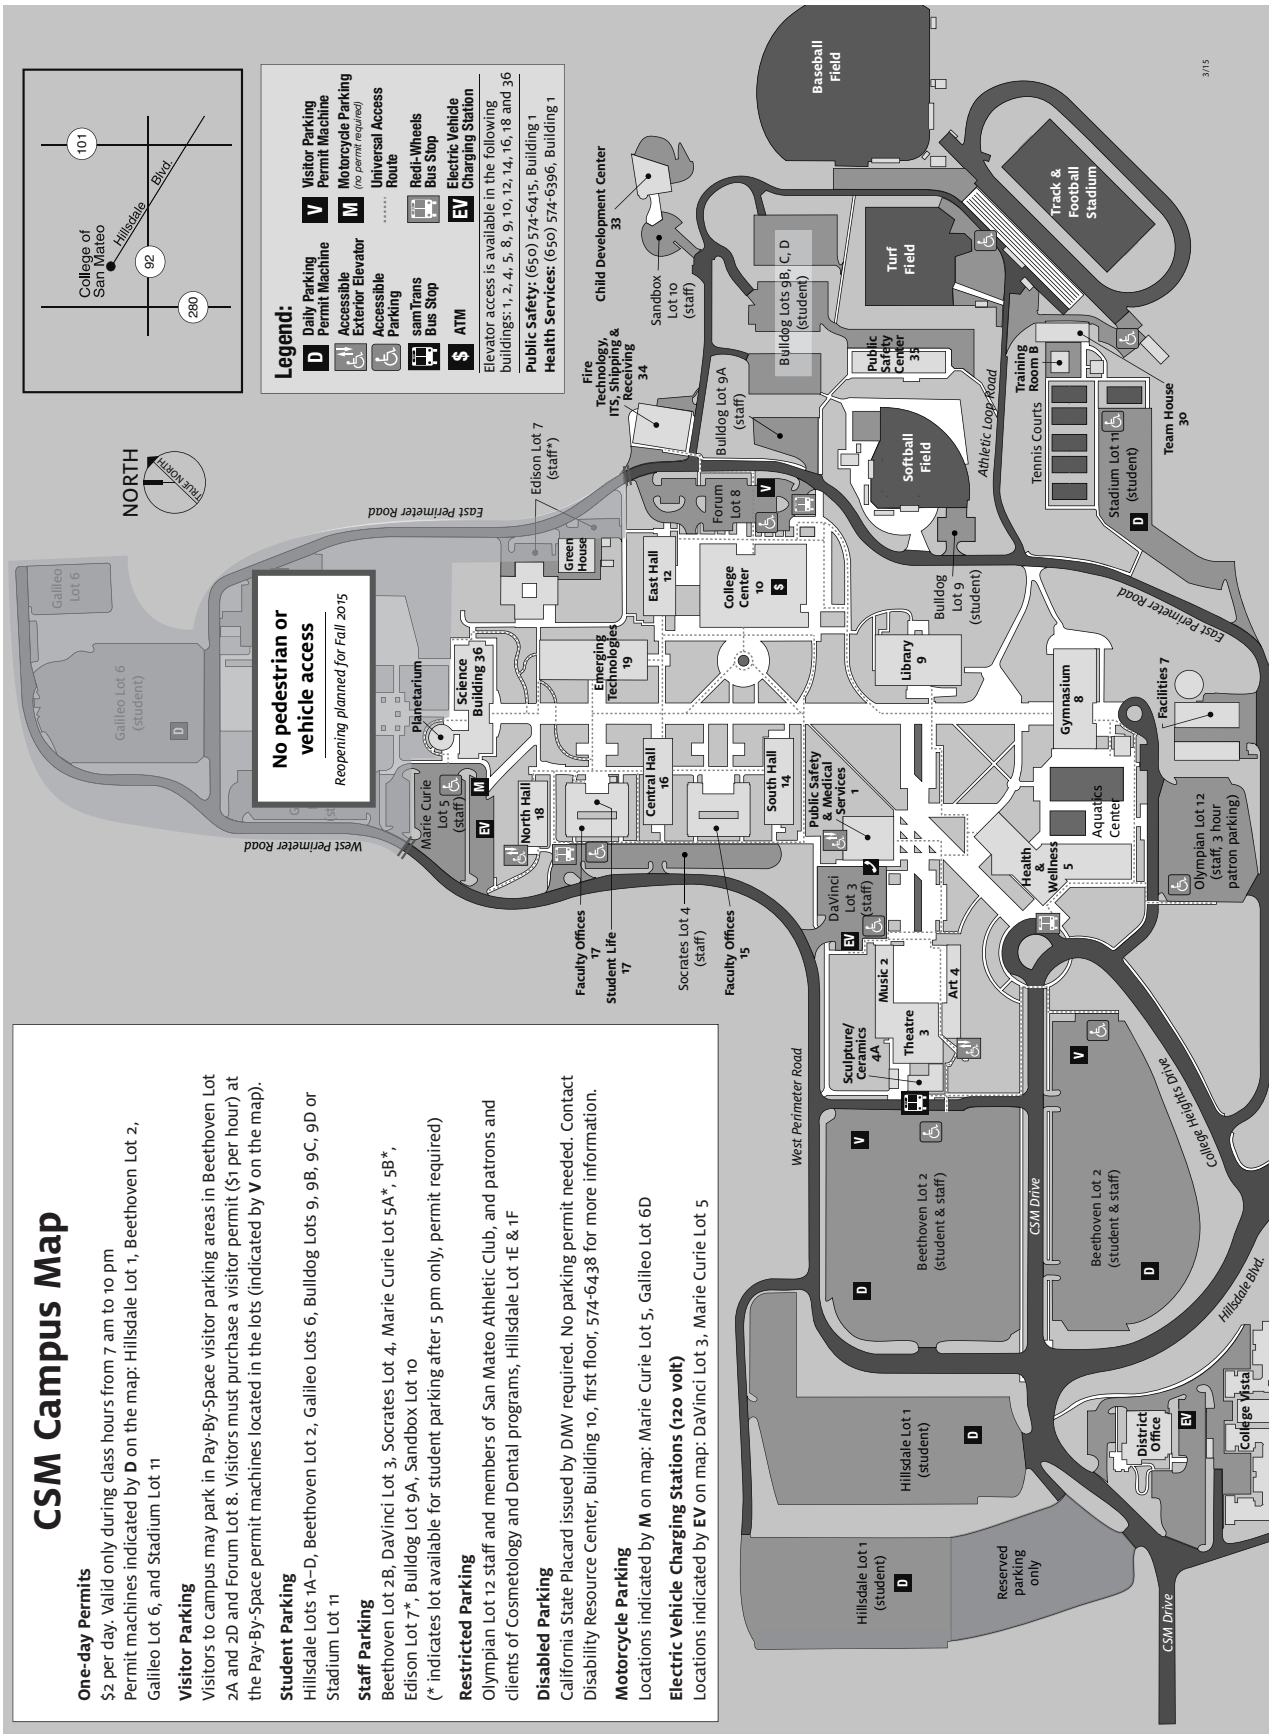 CSM Campus Map
One-day Permits
$2 per day. Valid only during class hours from 7 am to 10 pm
Permit machines indicated by D on the map: Hillsdale Lot 1, Beethoven Lot 2,
Galileo Lot 6, and Stadium Lot 11
Visitor Parking
Visitors to campus may park in Pay-By-Space visitor parking areas in Beethoven Lot
2A and 2D and Forum Lot 8. Visitors must purchase a visitor permit ($1 per hour) at
the Pay-By-Space permit machines located in the lots (indicated by V on the map).
Student Parking
Hillsdale Lots 1A–D, Beethoven Lot 2, Galileo Lots 6, Bulldog Lots 9, 9B, 9C, 9D or
Stadium Lot 11
Staff Parking
Beethoven Lot 2B, DaVinci Lot 3, Socrates Lot 4, Marie Curie Lot 5A*, 5B*,
Edison Lot 7*, Bulldog Lot 9A, Sandbox Lot 10
(* indicates lot available for student parking after 5 pm only, permit required)
Restricted Parking
Olympian Lot 12 staff and members of San Mateo Athletic Club, and patrons and
clients of Cosmetology and Dental programs, Hillsdale Lot 1E & 1F
Disabled Parking
California State Placard issued by DMV required. No parking permit needed. Contact
Disability Resource Center, Building 10, first floor, 574-6438 for more information.
Motorcycle Parking
Locations indicated by M on map: Marie Curie Lot 5, Galileo Lot 6D
Electric Vehicle Charging Stations (120 volt)
Locations indicated by EV on map: DaVinci Lot 3, Marie Curie Lot 5
NORTH
TRUE NORTH
College of
San Mateo
Hillsdale Blvd.
101
92
280
Legend:
D Daily Parking
Permit Machine
Accessible
Exterior Elevator
Accessible
Parking
samTrans
Bus Stop
$ ATM
V Visitor Parking
Permit Machine
M Motorcycle Parking
(no permit required)
Universal Access
Route
Redi-Wheels
Bus Stop
EV Electric Vehicle
Charging Station
Elevator access is available in the following
buildings: 1, 2, 4, 5, 8, 9, 10, 12, 14, 16, 18 and 36
Public Safety: (650) 574-6415, Building 1
Health Services: (650) 574-6396, Building 1
Galileo
Lot 6
Galileo Lot 6
(student)
D
No pedestrian or
vehicle access
Reopening planned for Fall 2015
West Perimeter Road
East Perimeter Road
Marie Curie
Lot 5
(staff)
EV
M
Planetarium
Science
Building 36
Edison Lot 7
(staff*)
Green
House
Fire
Technology,
ITS, Shipping &
Receiving
34
Child Development Center
33
Sandbox
Lot 10
(staff)
North Hall
18
Emerging
Technologies
19
East Hall
12
Forum
Lot 8
V
Bulldog Lot 9A
(staff)
Bulldog Lots 9B, C, D
(student)
Baseball
Field
Faculty Offices
17
Student Life
17
Central Hall
16
Socrates Lot 4
(staff)
Faculty Offices
15
South Hall
14
College
Center
10
$
Public
Safety
Center
35
Turf
Field
Softball
Field
Athletic Loop Road
Track &
Football
Stadium
Public Safety
& Medical
Services
1
DaVinci
Lot 3
(staff)
EV
Library
9
Bulldog
Lot 9
(student)
Training
Room B
Tennis Courts
Stadium Lot 11
(student)
D
Team House
30
East Perimeter Road
West Perimeter Road
Sculpture/
Ceramics
4A
Music 2
Theatre
3
Art 4
Health
&
Wellness
5
Aquatics
Center
Gymnasium
8
Facilities 7
Olympian Lot 12
(staff, 3 hour
patron parking)
V
Beethoven Lot 2
(student & staff)
D
CSM Drive
V
Beethoven Lot 2
(student & staff)
D
College Heights Drive
Hillsdale Blvd.
Hillsdale Lot 1
(student)
D
Hillsdale Lot 1
(student)
D
Reserved
parking
only
District
Office
EV
College Vista
CSM Drive
3/15